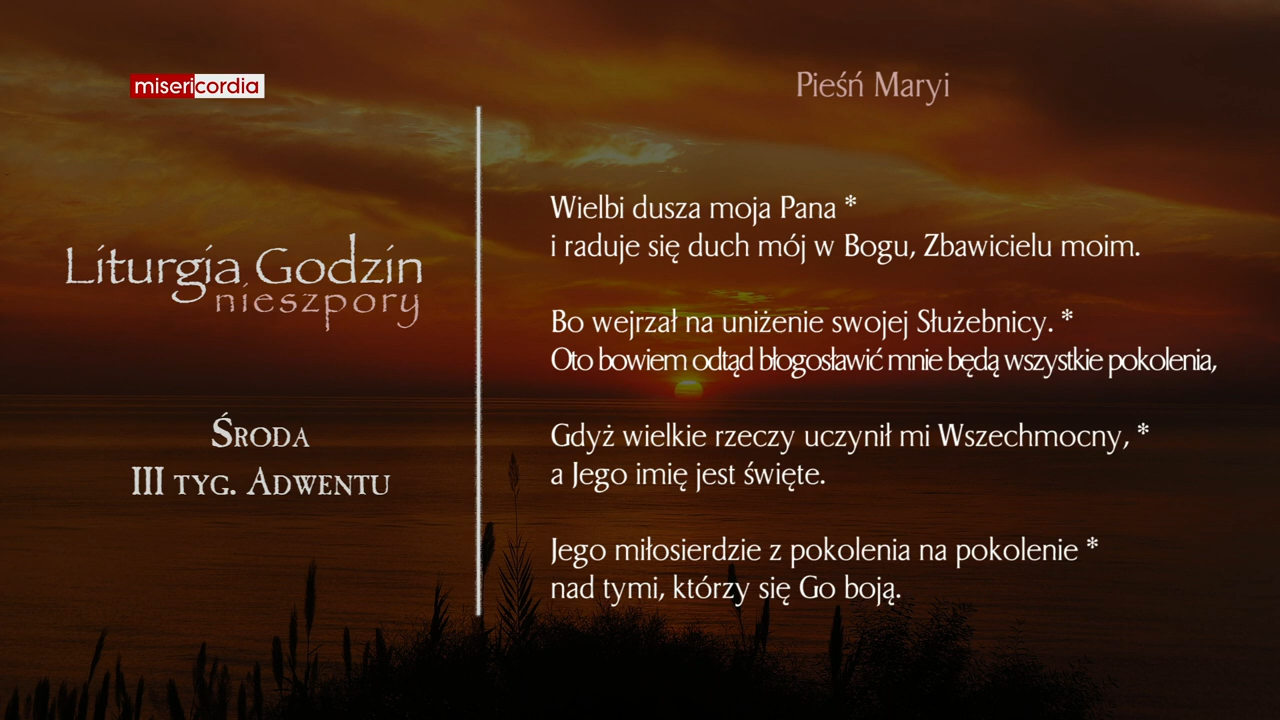 misericordia
Liturgia Godzin
nieszpory
Środa
III tyg. Adwentu
Pieśń Maryi
Wielbi dusza moja Pana *
i raduje się duch mój w Bogu, Zbawicielu moim.
Bo wejrzał na uniżenie swojej Służebnicy. *
Oto bowiem odtąd błogosławić mnie będą wszystkie pokolenia,
Gdyż wielkie rzeczy uczynił mi Wszechmocny, *
a Jego imię jest święte.
Jego miłosierdzie z pokolenia na pokolenie *
nad tymi, którzy się Go boją.